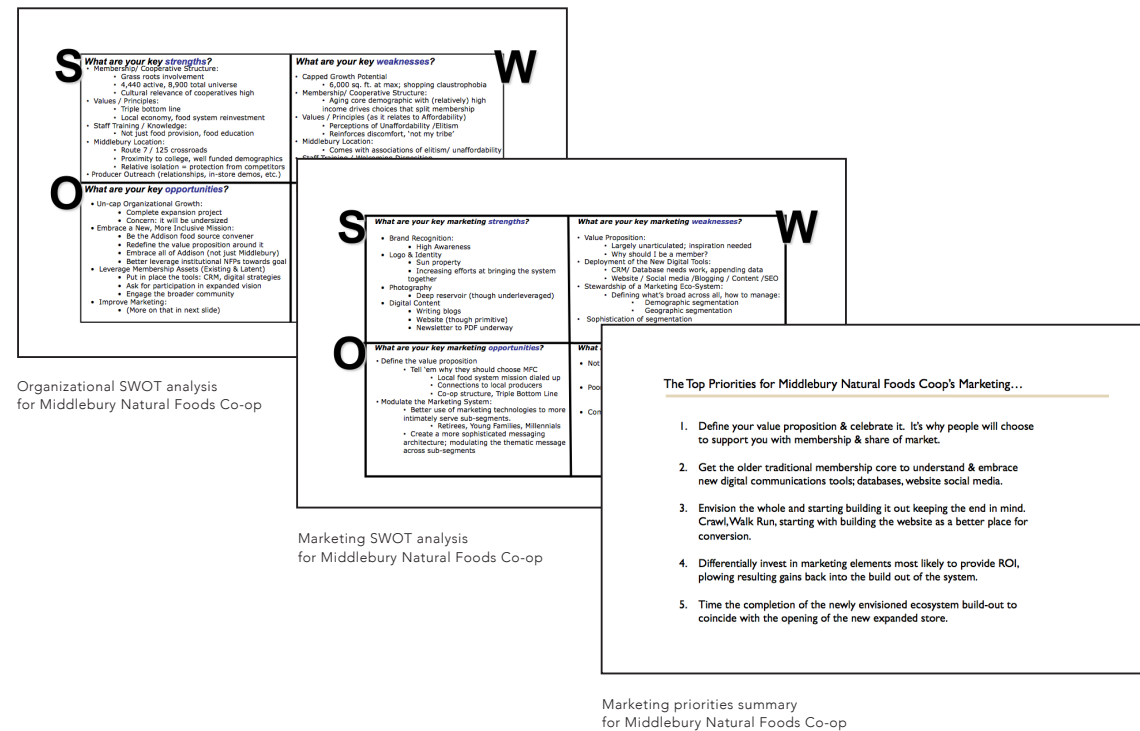 S
What are your key strengths?
• Membership/ Cooperative Structure:
• Grass roots involvement
• 4,440 active, 8,900 total universe
• Cultural relevance of cooperatives high
• Values / Principles:
• Triple bottom line
• Local economy, food system reinvestment
• Staff Training / Knowledge:
• Not just food provision, food education
• Middlebury Location:
• Route 7 / 125 crossroads
• Proximity to college, well funded demographics
• Relative isolation = protection from competitors
• Producer Outreach (relationships, in-store demos, etc.)
W
What are your key weaknesses?
• Capped Growth Potential
• 6,000 sq. ft. at max; shopping claustrophobia
• Membership/ Cooperative Structure:
• Aging core demographic with (relatively) high
income drives choices that split membership
• Values / Principles (as it relates to Affordability)
• Perceptions of Unaffordability /Elitism
• Reinforces discomfort, 'not my tribe'
• Middlebury Location:
• Comes with associations of elitism/ unaffordability
• Staff Training / Welcoming Disposition
O
What are your key opportunities?
• Un-cap Organizational Growth:
• Complete expansion project
• Concern: it will be undersized
• Embrace a New, More Inclusive Mission:
• Be the Addison food source convener
• Redefine the value proposition around it
• Embrace all of Addison (not just Middlebury)
• Better leverage institutional NFPs towards goal
• Leverage Membership Assets (Existing & Latent)
• Put in place the tools: CRM, digital strategies
• Ask for participation in expanded vision
• Engage the broader community
• Improve Marketing:
• (More on that in next slide)
Organizational SWOT analysis
for Middlebury Natural Foods Co-op
S
What are your key marketing strengths?
• Brand Recognition:
• High Awareness
• Logo & Identity
• Sun property
• Increasing efforts at bringing the system
together
• Photography
• Deep reservoir (though underleveraged)
• Digital Content
• Writing blogs
• Website (though primitive)
• Newsletter to PDF underway
W
What are your key marketing weaknesses?
• Value Proposition:
• Largely unarticulated; inspiration needed
• Why should I be a member?
• Deployment of the New Digital Tools:
• CRM/ Database needs work, appending data
• Website / Social media /Blogging / Content /SEO
• Stewardship of a Marketing Eco-System:
• Defining what's broad across all, how to manage:
• Demographic segmentation
• Geographic segmentation
• Sophistication of segmentation
O
What are your key marketing opportunities?
• Define the value proposition
• Tell 'em why they should choose MFC
• Local food system mission dialed up
• Connections to local producers
• Co-op structure, Triple Bottom Line
• Modulate the Marketing System:
• Better use of marketing technologies to more
intimately serve sub-segments.
• Retirees, Young Families, Millennials
• Create a more sophisticated messaging
architecture; modulating the thematic message
across sub-segments
What
• Not
Marketing SWOT analysis
for Middlebury Natural Foods Co-op
The Top Priorities for Middlebury Natural Foods Coop's Marketing…
1. Define your value proposition & celebrate it. It's why people will choose
to support you with membership & share of market.
2. Get the older traditional membership core to understand & embrace
new digital communications tools; databases, website social media.
3. Envision the whole and starting building it out keeping the end in mind.
Crawl, Walk Run, starting with building the website as a better place for
conversion.
4. Differentially invest in marketing elements most likely to provide ROI,
plowing resulting gains back into the build out of the system.
5. Time the completion of the newly envisioned ecosystem build-out to
coincide with the opening of the new expanded store.
Marketing priorities summary
for Middlebury Natural Foods Co-op